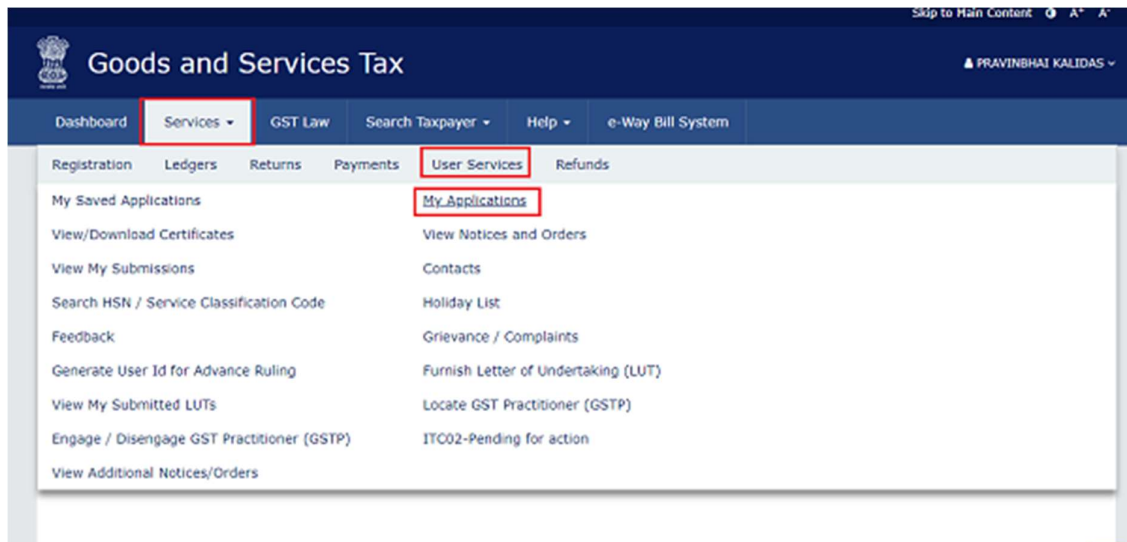 Skip to Main Content A+ A-
Goods and Services Tax
PRAVINBHAI KALIDAS
Dashboard Services GST Law Search Taxpayer Help e-Way Bill System
Registration Ledgers Returns Payments User Services Refunds
My Saved Applications My Applications
View/Download Certificates View Notices and Orders
View My Submissions Contacts
Search HSN / Service Classification Code Holiday List
Feedback Grievance / Complaints
Generate User Id for Advance Ruling Furnish Letter of Undertaking (LUT)
View My Submitted LUTs Locate GST Practitioner (GSTP)
Engage / Disengage GST Practitioner (GSTP) ITC02-Pending for action
View Additional Notices/Orders